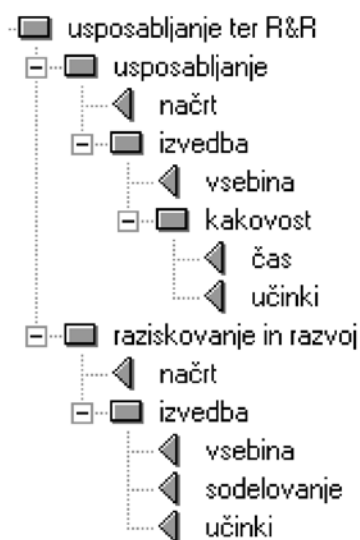 usposabljanje ter R&R
usposabljanje
načrt
izvedba
vsebina
kakovost
čas
učinki
raziskovanje in razvoj
načrt
izvedba
vsebina
sodelovanje
učinki